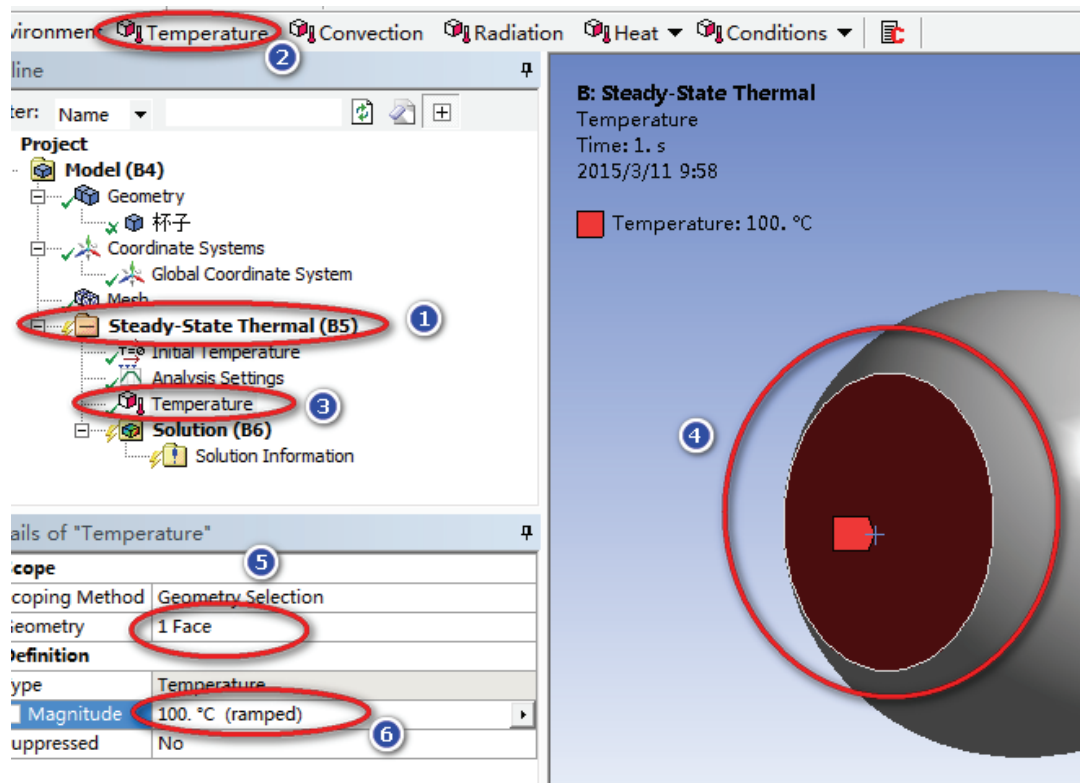 vironment Temperature Convection Radiation Heat Conditions
2
line
ter: Name
Project
Model (B4)
Geometry
杯子
Coordinate Systems
Global Coordinate System
Mesh
Steady-State Thermal (B5)
1
T=0 Initial Temperature
Analysis Settings
Temperature
3
Solution (B6)
Solution Information
ails of "Temperature"
5
cope
coping Method Geometry Selection
eometry 1 Face
Definition
ype Temperature
Magnitude 100. °C (ramped)
6
uppressed No
B: Steady-State Thermal
Temperature
Time: 1. s
2015/3/11 9:58
Temperature: 100. °C
4